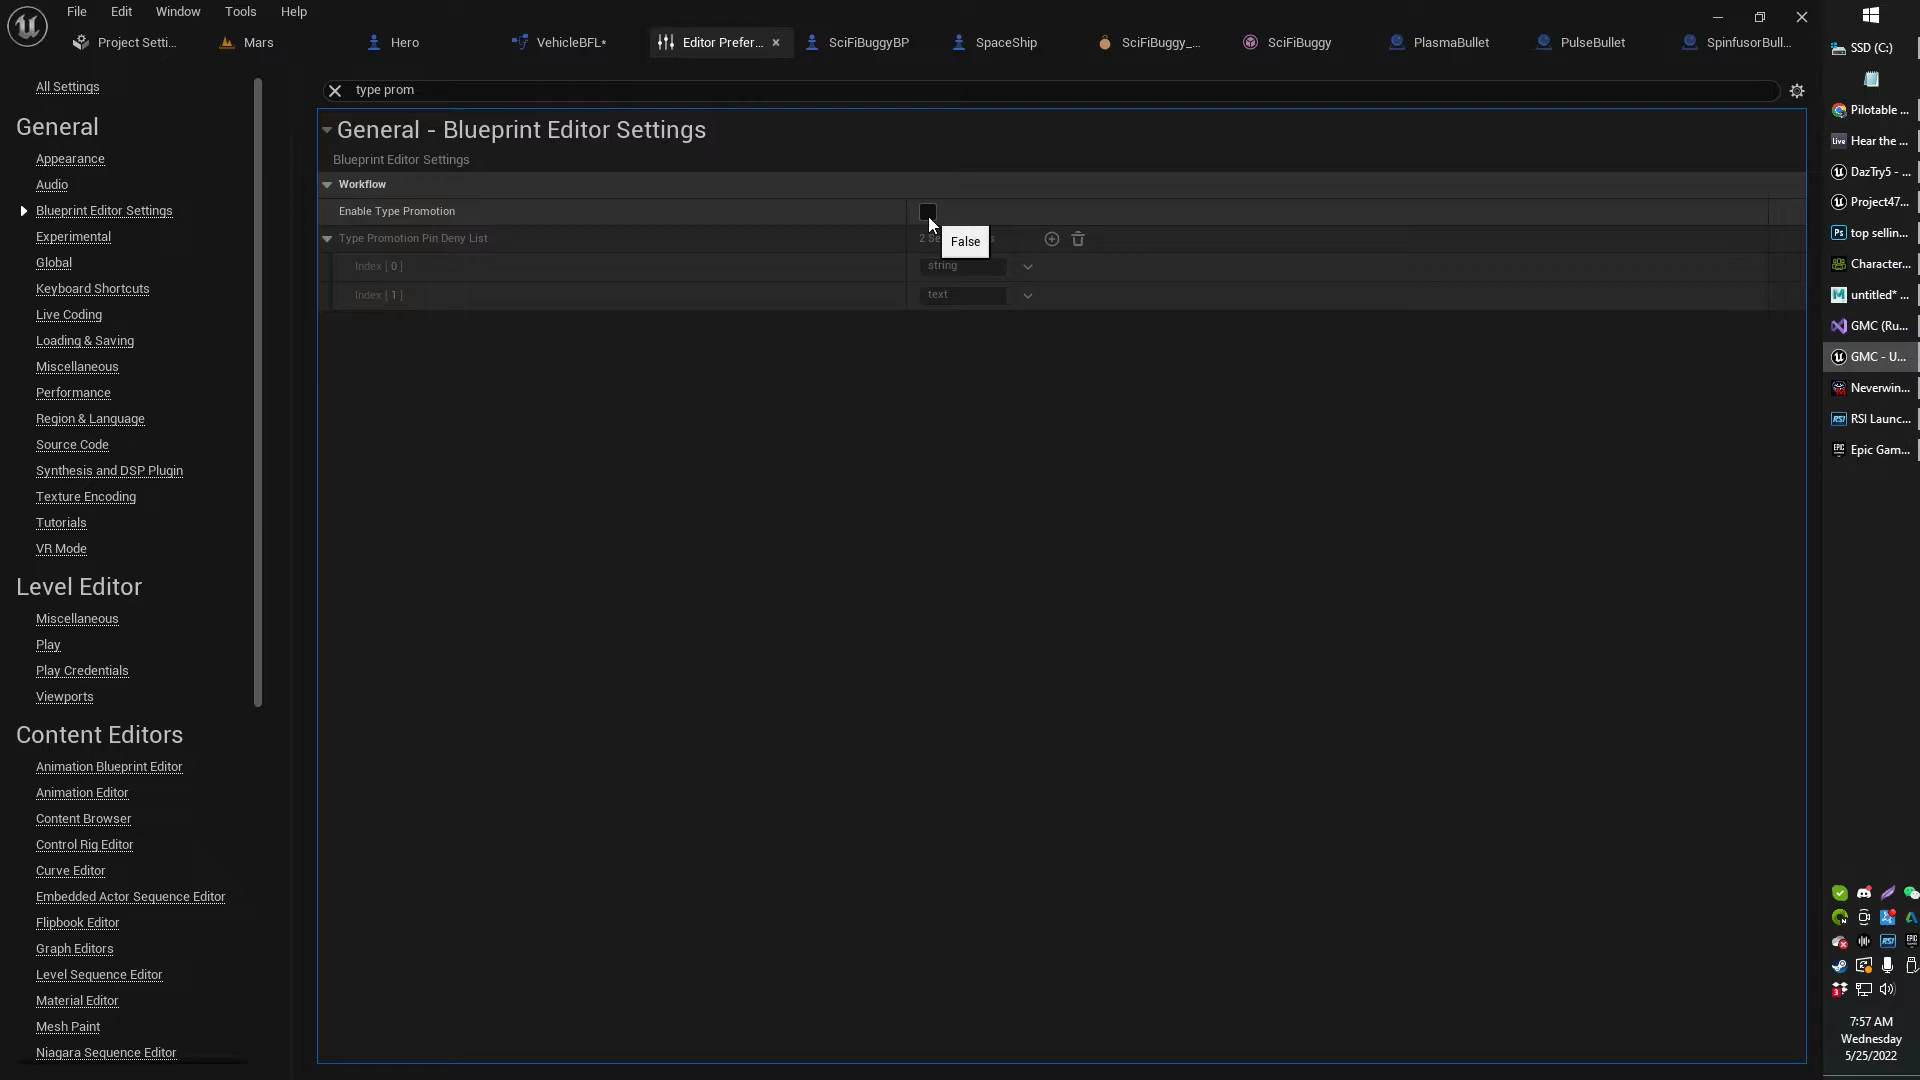 File Edit Window Tools Help
Project Setti...
Mars
Hero
VehicleBFL*
Editor Prefer...
SciFiBuggyBP
SpaceShip
SciFiBuggy_...
SciFiBuggy
PlasmaBullet
PulseBullet
SpinfusorBull...
type prom
All Settings
General
Appearance
Audio
Blueprint Editor Settings
Experimental
Global
Keyboard Shortcuts
Live Coding
Loading & Saving
Miscellaneous
Performance
Region & Language
Source Code
Synthesis and DSP Plugin
Texture Encoding
Tutorials
VR Mode
Level Editor
Miscellaneous
Play
Play Credentials
Viewports
Content Editors
Animation Blueprint Editor
Animation Editor
Content Browser
Control Rig Editor
Curve Editor
Embedded Actor Sequence Editor
Flipbook Editor
Graph Editors
Level Sequence Editor
Material Editor
Mesh Paint
Niagara Sequence Editor
General - Blueprint Editor Settings
Blueprint Editor Settings
Workflow
Enable Type Promotion
False
Type Promotion Pin Deny List
Index [ 0 ] string
Index [ 1 ] text
SSD (C:)
Pilotable ...
Live Hear the ...
DazTry5 - ...
Project47...
Ps top sellin...
Character...
M untitled* ...
GMC (Ru...
GMC - U...
Neverwin...
RSI RSI Launc...
EPIC Epic Gam...
7:57 AM
Wednesday
5/25/2022